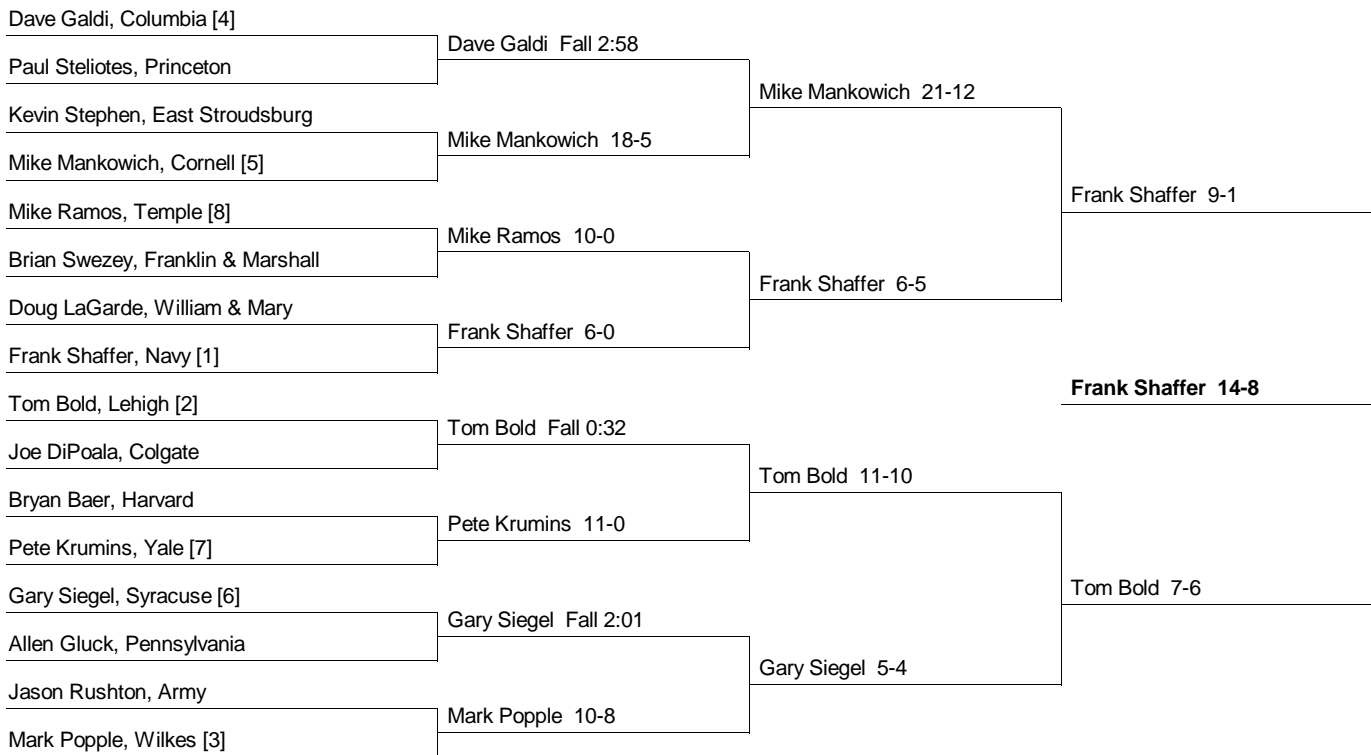 Dave Galdi, Columbia [4]
Dave Galdi  Fall 2:58
Paul Steliotes, Princeton
Mike Mankowich  21-12
Kevin Stephen, East Stroudsburg
Mike Mankowich  18-5
Mike Mankowich, Cornell [5]
Frank Shaffer  9-1
Mike Ramos, Temple [8]
Mike Ramos  10-0
Brian Swezey, Franklin & Marshall
Frank Shaffer  6-5
Doug LaGarde, William & Mary
Frank Shaffer  6-0
Frank Shaffer, Navy [1]
Frank Shaffer  14-8
Tom Bold, Lehigh [2]
Tom Bold  Fall 0:32
Joe DiPoala, Colgate
Tom Bold  11-10
Bryan Baer, Harvard
Pete Krumins  11-0
Pete Krumins, Yale [7]
Tom Bold  7-6
Gary Siegel, Syracuse [6]
Gary Siegel  Fall 2:01
Allen Gluck, Pennsylvania
Gary Siegel  5-4
Jason Rushton, Army
Mark Popple  10-8
Mark Popple, Wilkes [3]